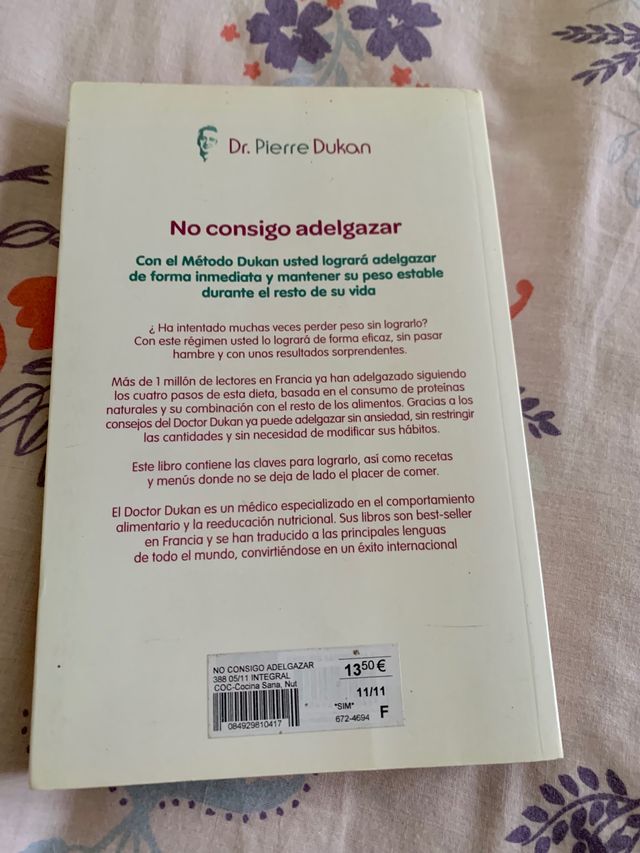 Dr. Pierre Dukan
No consigo adelgazar
Con el Método Dukan usted logrará adelgazar
de forma inmediata y mantener su peso estable
durante el resto de su vida
¿ Ha intentado muchas veces perder peso sin lograrlo?
Con este régimen usted lo logrará de forma eficaz, sin pasar
hambre y con unos resultados sorprendentes.
Más de 1 millón de lectores en Francia ya han adelgazado siguiendo
los cuatro pasos de esta dieta, basada en el consumo de proteínas
naturales y su combinación con el resto de los alimentos. Gracias a los
consejos del Doctor Dukan ya puede adelgazar sin ansiedad, sin restringir
las cantidades y sin necesidad de modificar sus hábitos.
Este libro contiene las claves para lograrlo, así como recetas
y menús donde no se deja de lado el placer de comer.
El Doctor Dukan es un médico especializado en el comportamiento
alimentario y la reeducación nutricional. Sus libros son best-seller
en Francia y se han traducido a las principales lenguas
de todo el mundo, convirtiéndose en un éxito internacional
NO CONSIGO ADELGAZAR
388 05/11 INTEGRAL
COC-Cocina Sana, Nut
084929810417
1350 €
11/11
*SIM* F
672-4694